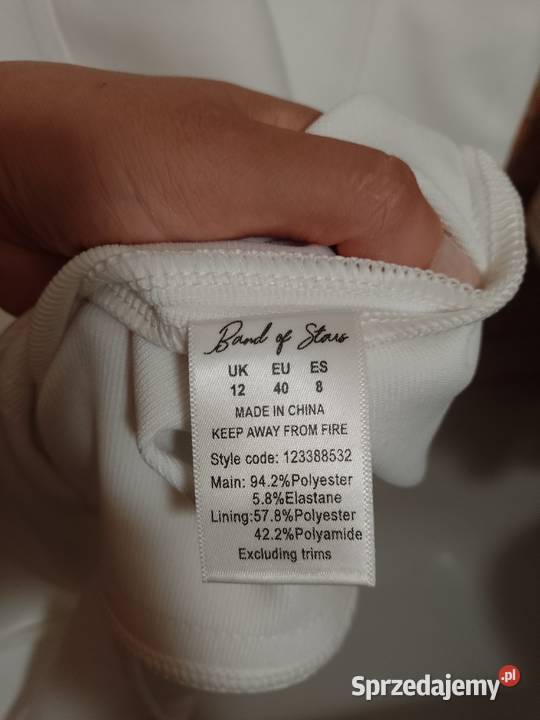 Band of Stars
UK EU ES
12 40 8
MADE IN CHINA
KEEP AWAY FROM FIRE
Style code: 123388532
Main: 94.2%Polyester
5.8%Elastane
Lining:57.8%Polyester
42.2%Polyamide
Excluding trims
Sprzedajemy.pl